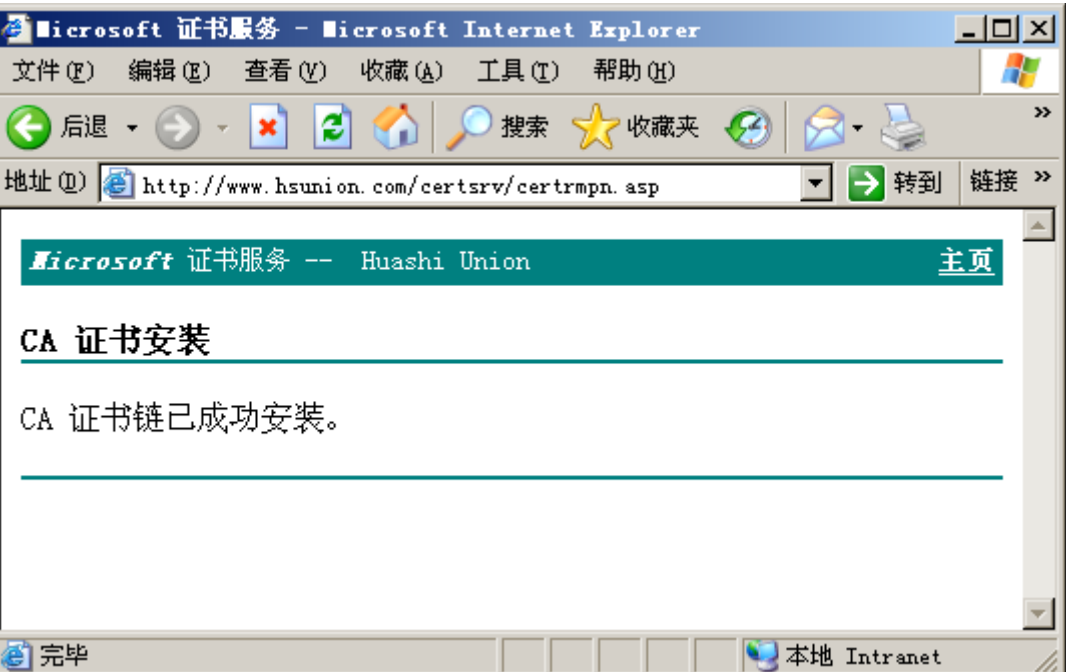 Microsoft 证书服务 - Microsoft Internet Explorer
文件(F) 编辑(E) 查看(V) 收藏(A) 工具(T) 帮助(H)
后退 搜索 收藏夹 »
地址(D) http://www.hsunion.com/certsrv/certrmpn.asp 转到 链接 »
Microsoft 证书服务 -- Huashi Union 主页
CA 证书安装
CA 证书链已成功安装。
完毕 本地 Intranet